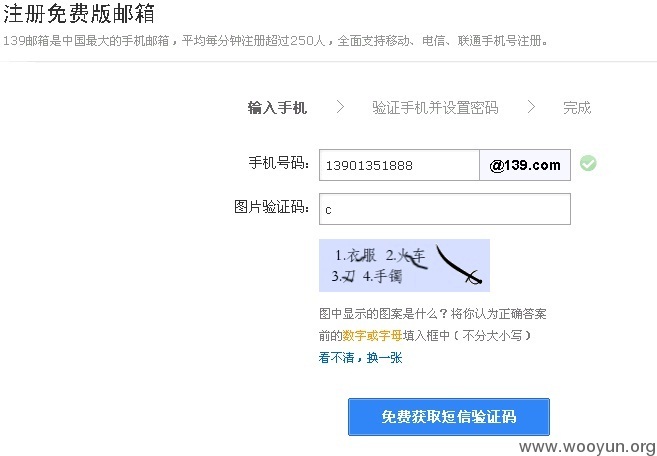 注册免费版邮箱
139邮箱是中国最大的手机邮箱，平均每分钟注册超过250人，全面支持移动、电信、联通手机号注册。
输入手机 > 验证手机并设置密码 > 完成
手机号码: 13901351888 @139.com
图片验证码: c
1.衣服 2.火车
3.刀 4.手镯
图中显示的图案是什么？将你认为正确答案
前的数字或字母填入框中（不分大小写）
看不清，换一张
免费获取短信验证码
www.wooyun.org